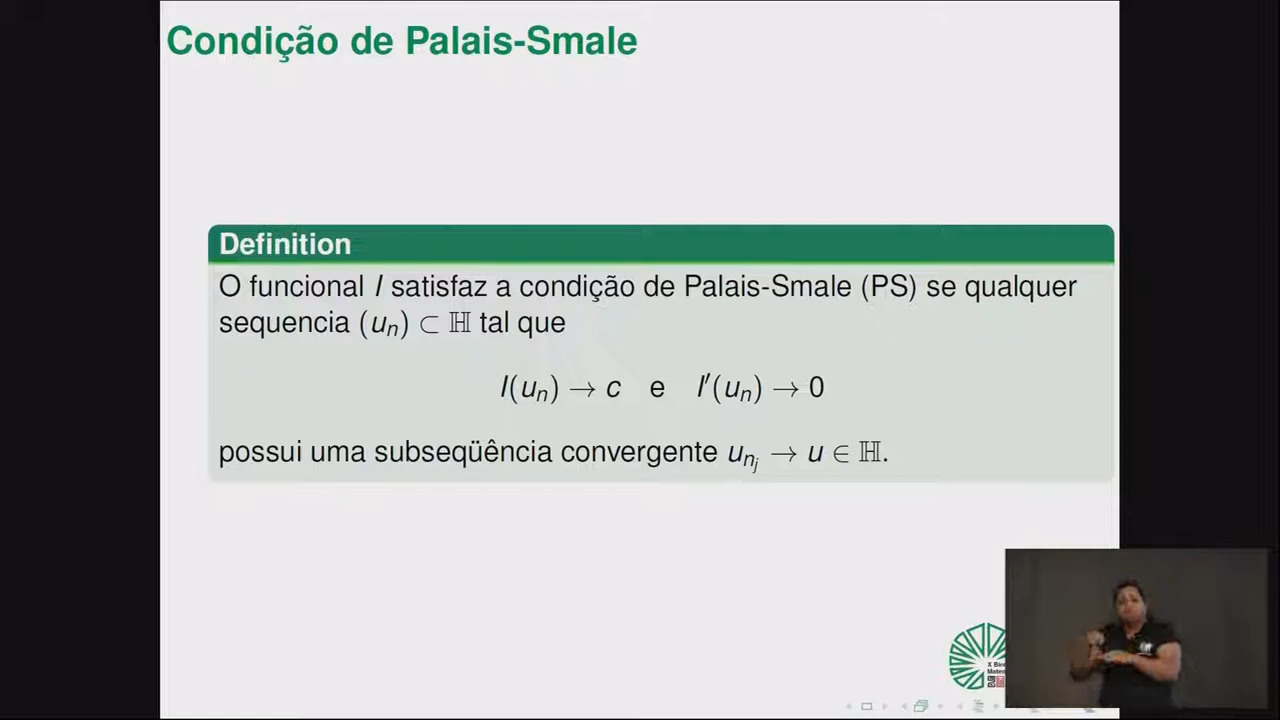 Condição de Palais-Smale
Definition
O funcional I satisfaz a condição de Palais-Smale (PS) se qualquer
sequencia (uₙ) ⊂ ℍ tal que
I(uₙ) → c e I′(uₙ) → 0
possui uma subseqüência convergente uₙⱼ → u ∈ ℍ.